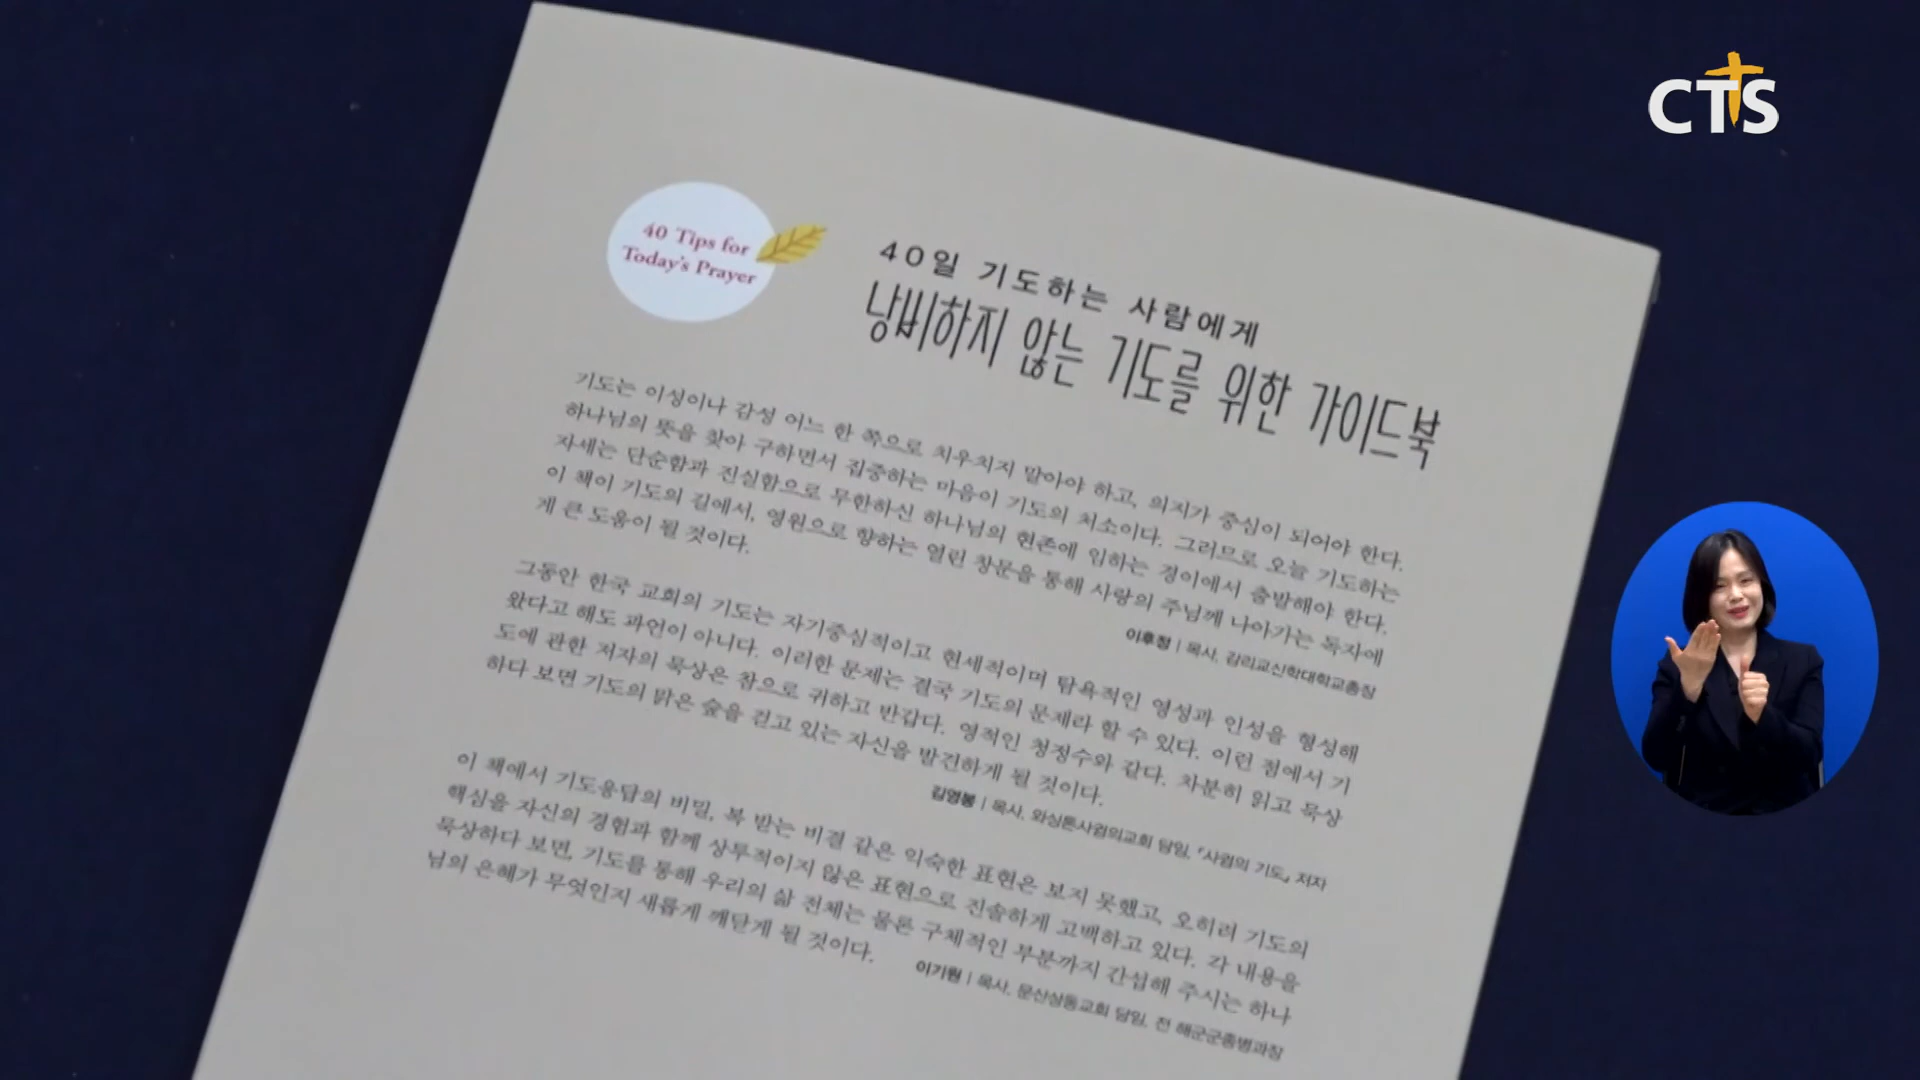 CTS
40 Tips for
Today's Prayer
40일 기도하는 사람에게
낭비하지 않는 기도를 위한 가이드북
기도는 이성이나 감성 어느 한 쪽으로 치우치지 말아야 하고, 의지가 중심이 되어야 한다.
하나님의 뜻을 찾아 구하면서 집중하는 마음이 기도의 처소이다. 그러므로 오늘 기도하는
자세는 단순함과 진실함으로 무한하신 하나님의 현존에 임하는 경이에서 출발해야 한다.
이 책이 기도의 길에서, 영원으로 향하는 열린 창문을 통해 사랑의 주님께 나아가는 독자에
게 큰 도움이 될 것이다.
이후정 | 목사, 감리교신학대학교총장
그동안 한국 교회의 기도는 자기중심적이고 현세적이며 탐욕적인 영성과 인성을 형성해
왔다고 해도 과언이 아니다. 이러한 문제는 결국 기도의 문제라 할 수 있다. 이런 점에서 기
도에 관한 저자의 묵상은 참으로 귀하고 반갑다. 영적인 청정수와 같다. 차분히 읽고 묵상
하다 보면 기도의 맑은 숲을 걷고 있는 자신을 발견하게 될 것이다.
김영봉 | 목사, 와싱톤사귐의교회 담임, 『사귐의 기도』 저자
이 책에서 기도응답의 비밀, 복 받는 비결 같은 익숙한 표현은 보지 못했고, 오히려 기도의
핵심을 자신의 경험과 함께 상투적이지 않은 표현으로 진솔하게 고백하고 있다. 각 내용을
묵상하다 보면, 기도를 통해 우리의 삶 전체는 물론 구체적인 부분까지 간섭해 주시는 하나
님의 은혜가 무엇인지 새롭게 깨닫게 될 것이다.
이기원 | 목사, 문산상동교회 담임, 전 해군군종병과장